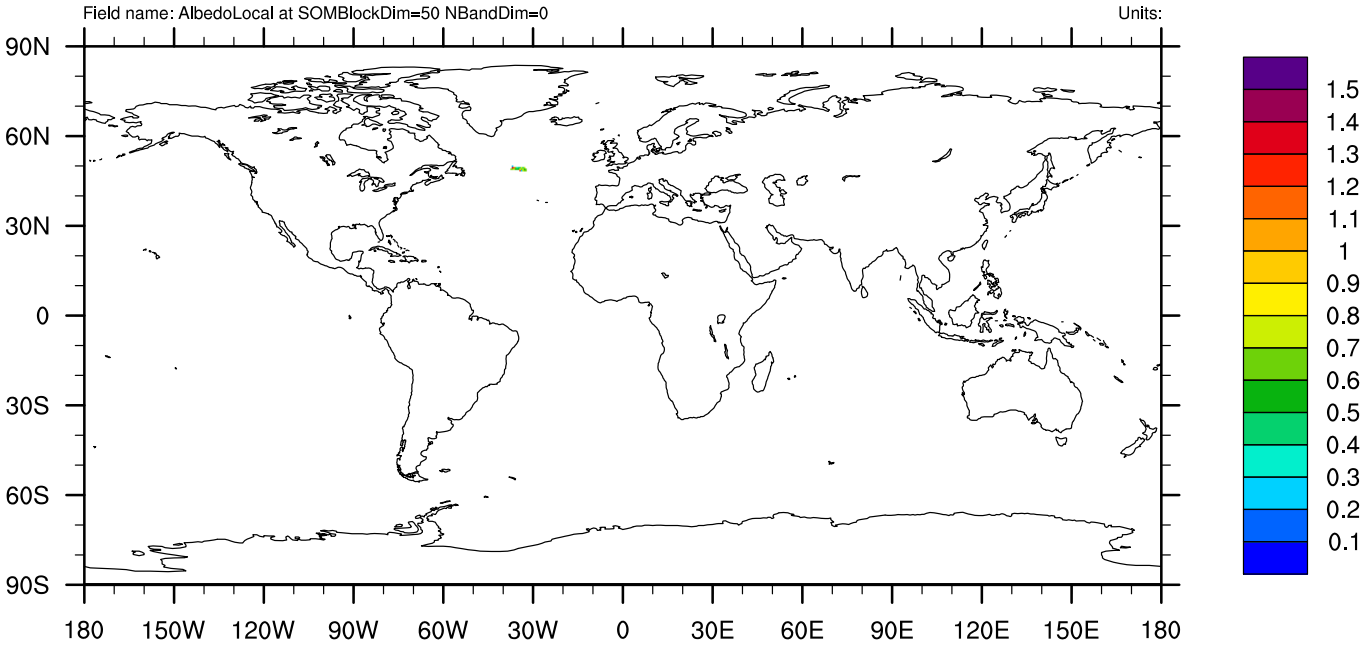 Field name: AlbedoLocal at SOMBlockDim=50 NBandDim=0 Units:
90N
60N
30N
0
30S
60S
90S
180 150W 120W 90W 60W 30W 0 30E 60E 90E 120E 150E 180
1.5
1.4
1.3
1.2
1.1
1
0.9
0.8
0.7
0.6
0.5
0.4
0.3
0.2
0.1